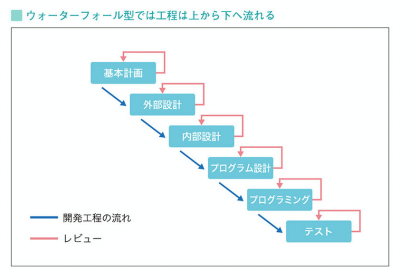 ウォーターフォール型では工程は上から下へ流れる
基本計画
外部設計
内部設計
プログラム設計
プログラミング
テスト
開発工程の流れ
レビュー